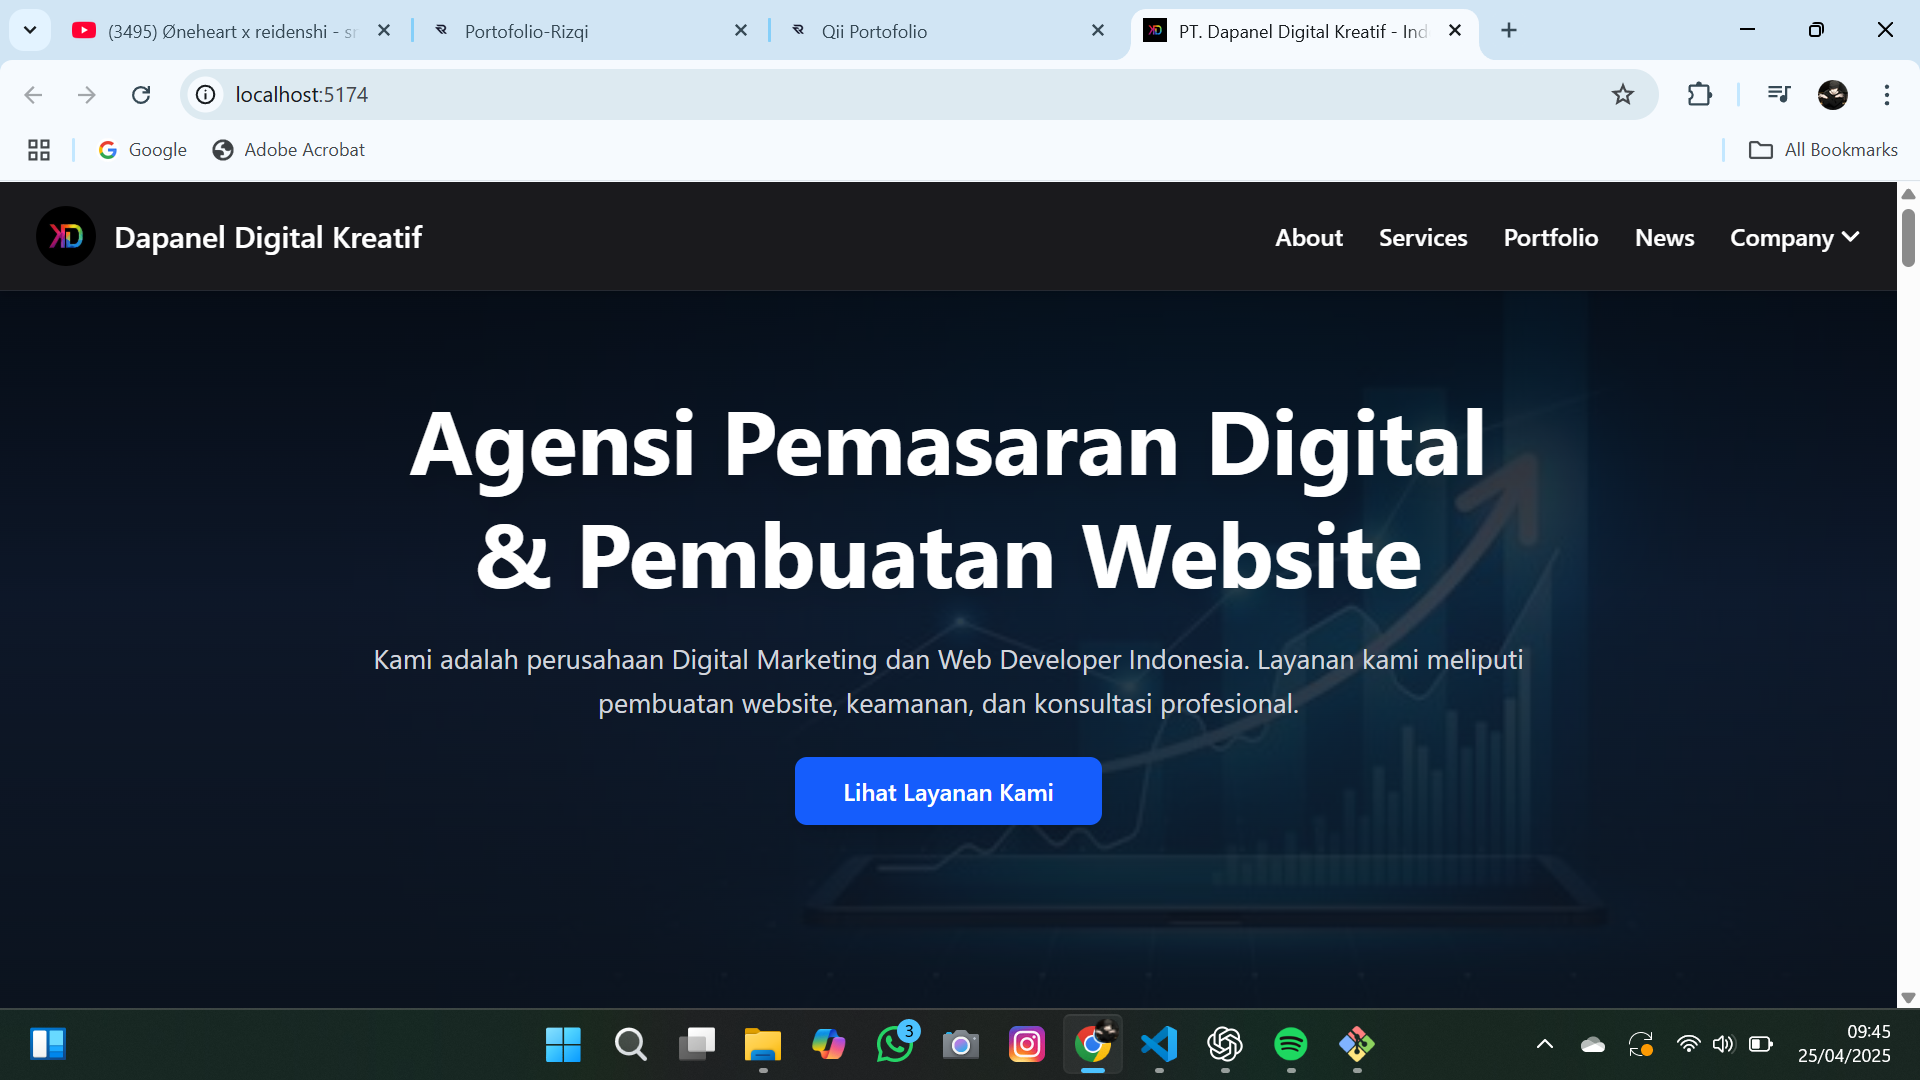 (3495) Øneheart x reidenshi - sn
Portofolio-Rizqi
Qii Portofolio
PT. Dapanel Digital Kreatif - Ind
localhost:5174
Google
Adobe Acrobat
All Bookmarks
KD
Dapanel Digital Kreatif
About
Services
Portfolio
News
Company
Agensi Pemasaran Digital
& Pembuatan Website
Kami adalah perusahaan Digital Marketing dan Web Developer Indonesia. Layanan kami meliputi
pembuatan website, keamanan, dan konsultasi profesional.
Lihat Layanan Kami
3
09:45
25/04/2025